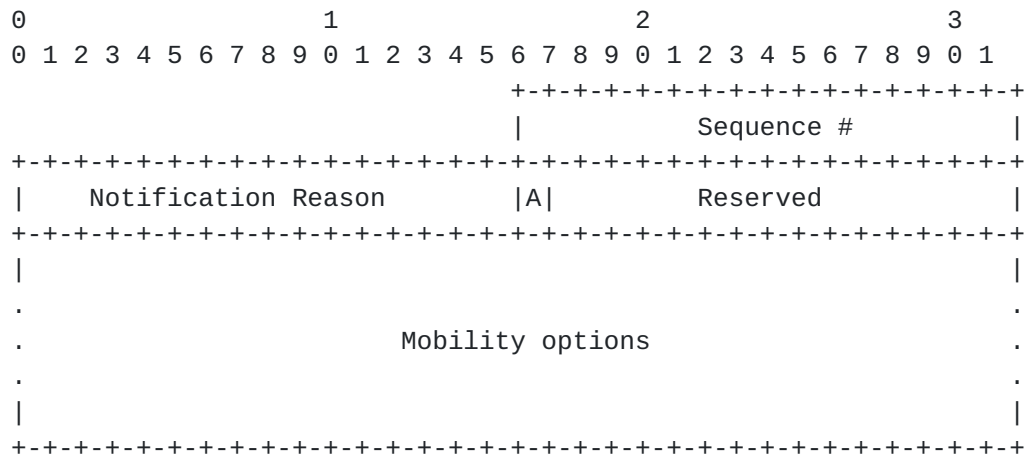 0                   1                   2                   3
0 1 2 3 4 5 6 7 8 9 0 1 2 3 4 5 6 7 8 9 0 1 2 3 4 5 6 7 8 9 0 1
                                +-+-+-+-+-+-+-+-+-+-+-+-+-+-+-+-+
                                |           Sequence #          |
+-+-+-+-+-+-+-+-+-+-+-+-+-+-+-+-+-+-+-+-+-+-+-+-+-+-+-+-+-+-+-+-+
|    Notification Reason        |A|         Reserved            |
+-+-+-+-+-+-+-+-+-+-+-+-+-+-+-+-+-+-+-+-+-+-+-+-+-+-+-+-+-+-+-+-+
|                                                               |
.                                                               .
.                        Mobility options                       .
.                                                               .
|                                                               |
+-+-+-+-+-+-+-+-+-+-+-+-+-+-+-+-+-+-+-+-+-+-+-+-+-+-+-+-+-+-+-+-+